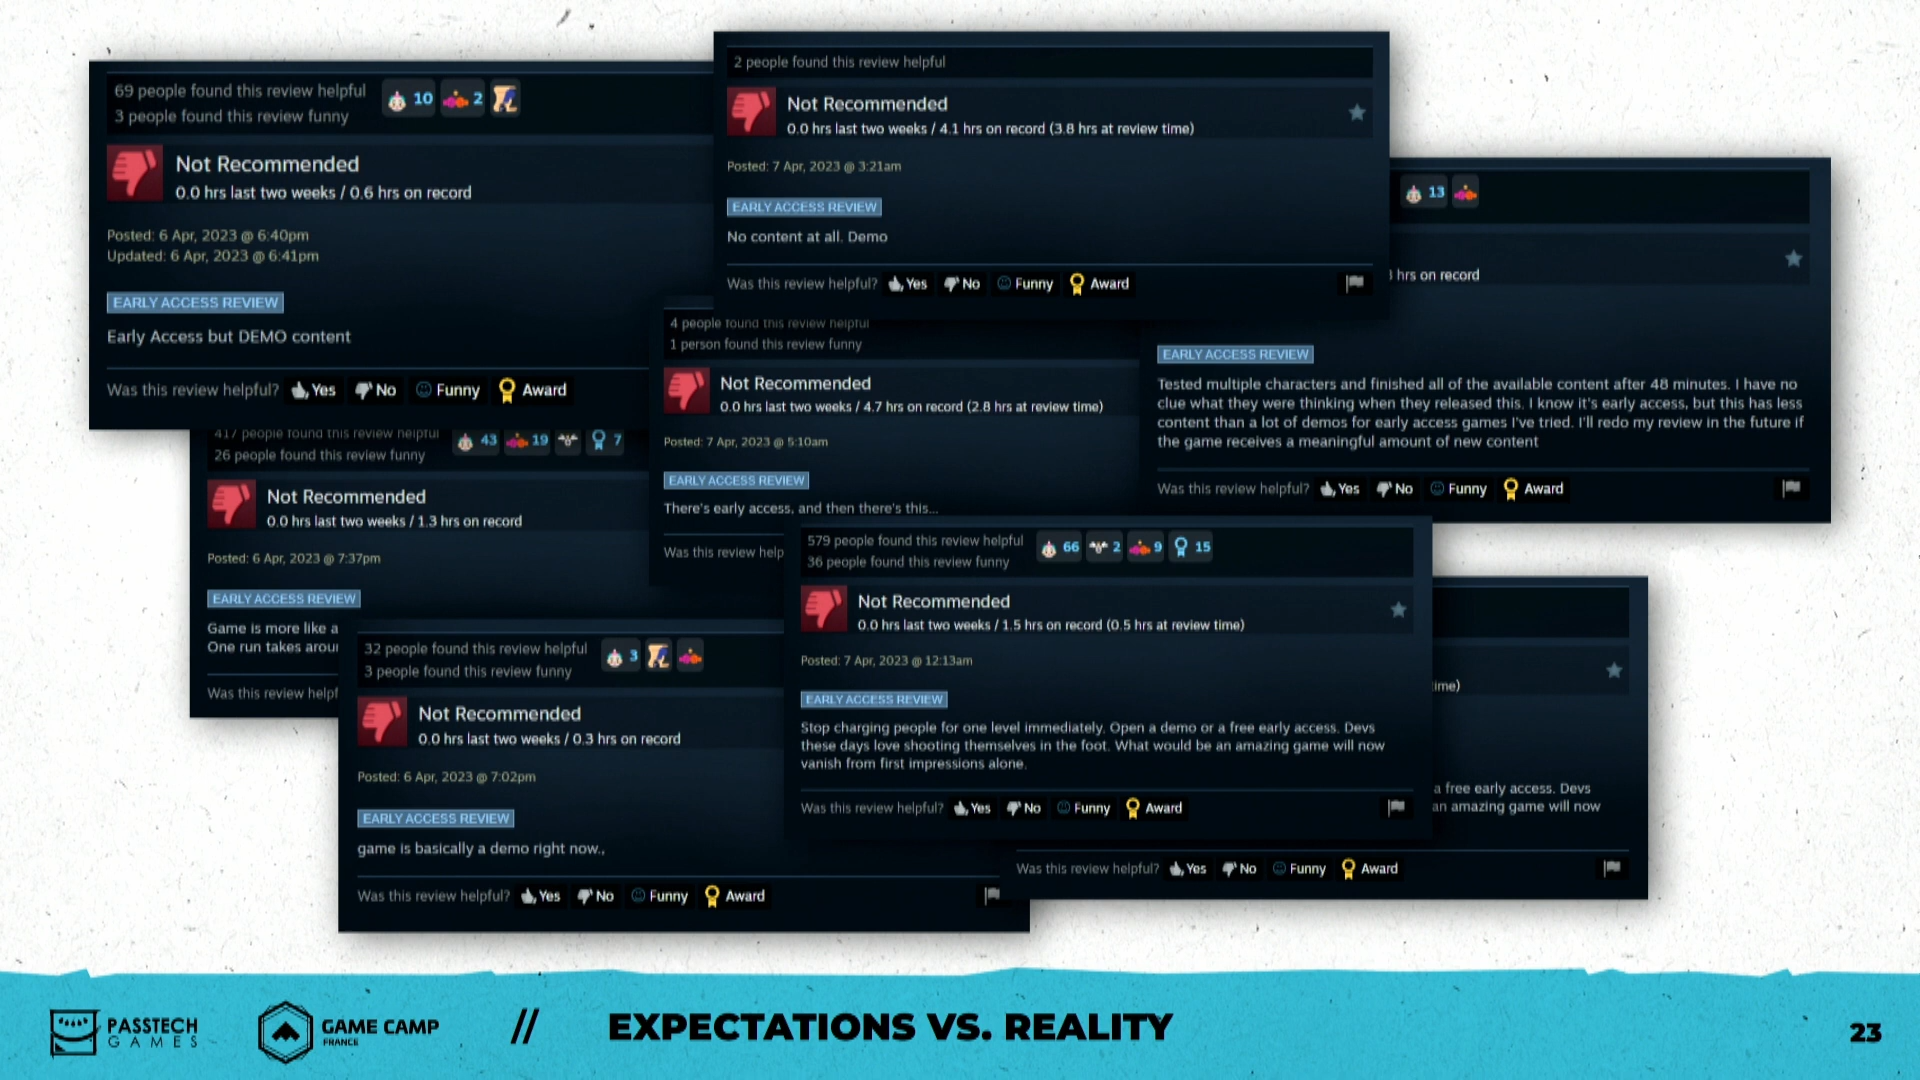 69 people found this review helpful
3 people found this review funny
10
2
Not Recommended
0.0 hrs last two weeks / 0.6 hrs on record
Posted: 6 Apr, 2023 @ 6:40pm
Updated: 6 Apr, 2023 @ 6:41pm
EARLY ACCESS REVIEW
Early Access but DEMO content
Was this review helpful? Yes No Funny Award
2 people found this review helpful
Not Recommended
0.0 hrs last two weeks / 4.1 hrs on record (3.8 hrs at review time)
Posted: 7 Apr, 2023 @ 3:21am
EARLY ACCESS REVIEW
No content at all. Demo
Was this review helpful? Yes No Funny Award
13
hrs on record
EARLY ACCESS REVIEW
Tested multiple characters and finished all of the available content after 48 minutes. I have no
clue what they were thinking when they released this. I know it's early access, but this has less
content than a lot of demos for early access games I've tried. I'll redo my review in the future if
the game receives a meaningful amount of new content
Was this review helpful? Yes No Funny Award
4 people found this review helpful
1 person found this review funny
Not Recommended
0.0 hrs last two weeks / 4.7 hrs on record (2.8 hrs at review time)
Posted: 7 Apr, 2023 @ 5:10am
EARLY ACCESS REVIEW
There's early access, and then there's this...
Was this review help
417 people found this review helpful
26 people found this review funny
43
19
7
Not Recommended
0.0 hrs last two weeks / 1.3 hrs on record
Posted: 6 Apr, 2023 @ 7:37pm
EARLY ACCESS REVIEW
Game is more like a
One run takes arou
Was this review helpf
579 people found this review helpful
36 people found this review funny
66
2
9
15
Not Recommended
0.0 hrs last two weeks / 1.5 hrs on record (0.5 hrs at review time)
Posted: 7 Apr, 2023 @ 12:13am
EARLY ACCESS REVIEW
Stop charging people for one level immediately. Open a demo or a free early access. Devs
these days love shooting themselves in the foot. What would be an amazing game will now
vanish from first impressions alone.
Was this review helpful? Yes No Funny Award
32 people found this review helpful
3 people found this review funny
3
Not Recommended
0.0 hrs last two weeks / 0.3 hrs on record
Posted: 6 Apr, 2023 @ 7:02pm
EARLY ACCESS REVIEW
game is basically a demo right now.,
Was this review helpful? Yes No Funny Award
ime)
a free early access. Devs
an amazing game will now
Was this review helpful? Yes No Funny Award
PASSTECH
GAMES
GAME CAMP
FRANCE
// EXPECTATIONS VS. REALITY
23